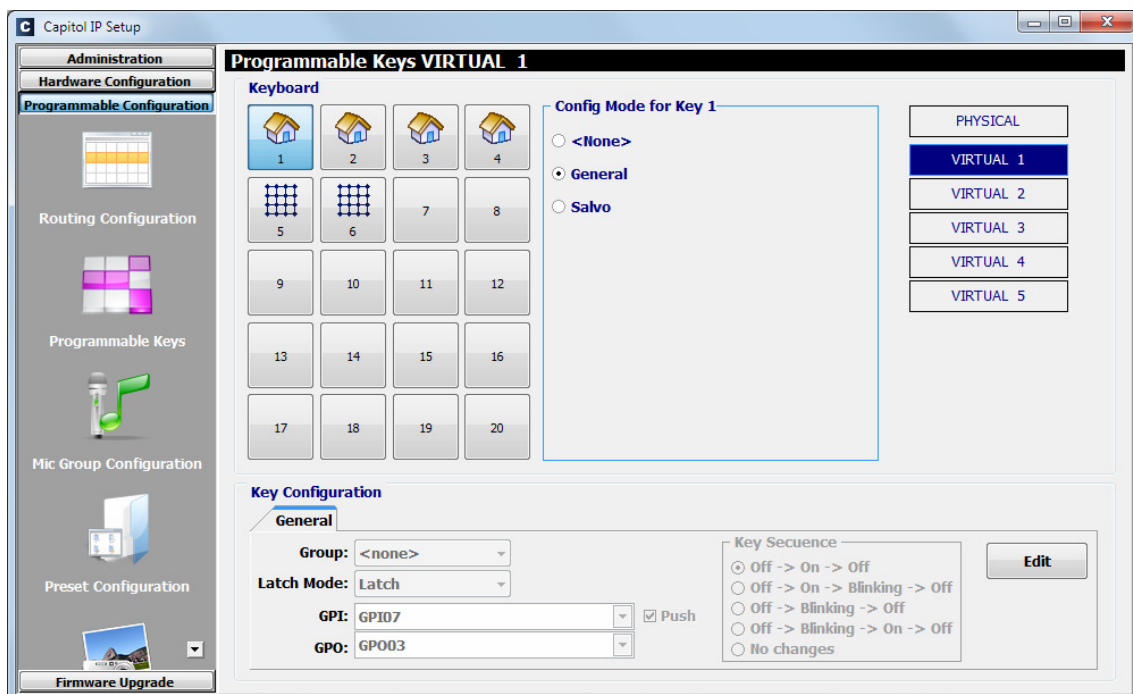 Capitol IP Setup
Administration
Hardware Configuration
Programmable Configuration
Routing Configuration
Programmable Keys
Mic Group Configuration
Preset Configuration
Firmware Upgrade
Programmable Keys VIRTUAL 1
Keyboard
1 2 3 4
5 6 7 8
9 10 11 12
13 14 15 16
17 18 19 20
Config Mode for Key 1
<None>
General
Salvo
PHYSICAL
VIRTUAL 1
VIRTUAL 2
VIRTUAL 3
VIRTUAL 4
VIRTUAL 5
Key Configuration
General
Group: <none>
Latch Mode: Latch
GPI: GPI07 Push
GPO: GPO03
Key Secuence
Off -> On -> Off
Off -> On -> Blinking -> Off
Off -> Blinking -> Off
Off -> Blinking -> On -> Off
No changes
Edit